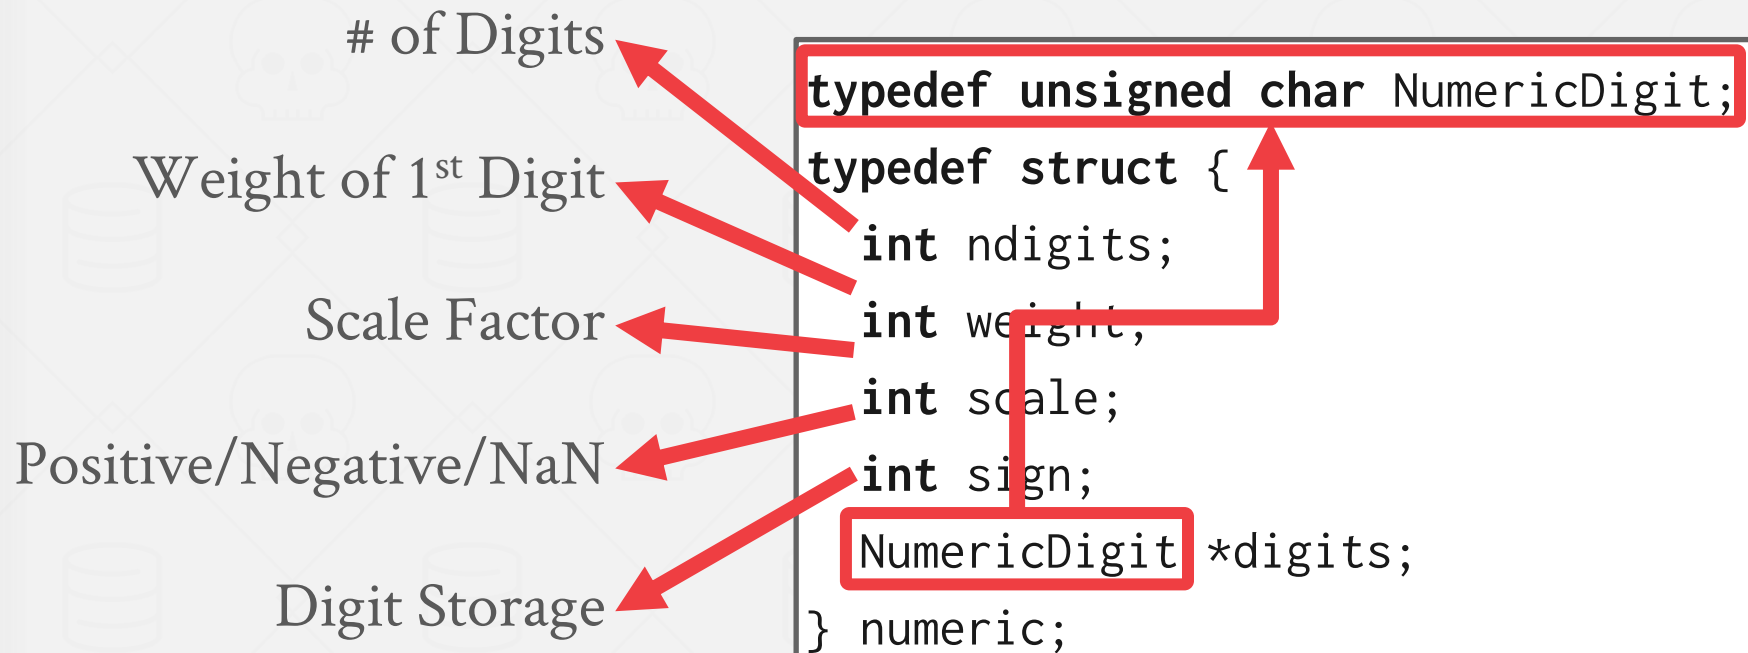 # of Digits
Weight of 1st Digit
Scale Factor
Positive/Negative/NaN
Digit Storage
typedef unsigned char NumericDigit;
typedef struct {
int ndigits;
int weight;
int scale;
int sign;
NumericDigit *digits;
} numeric;